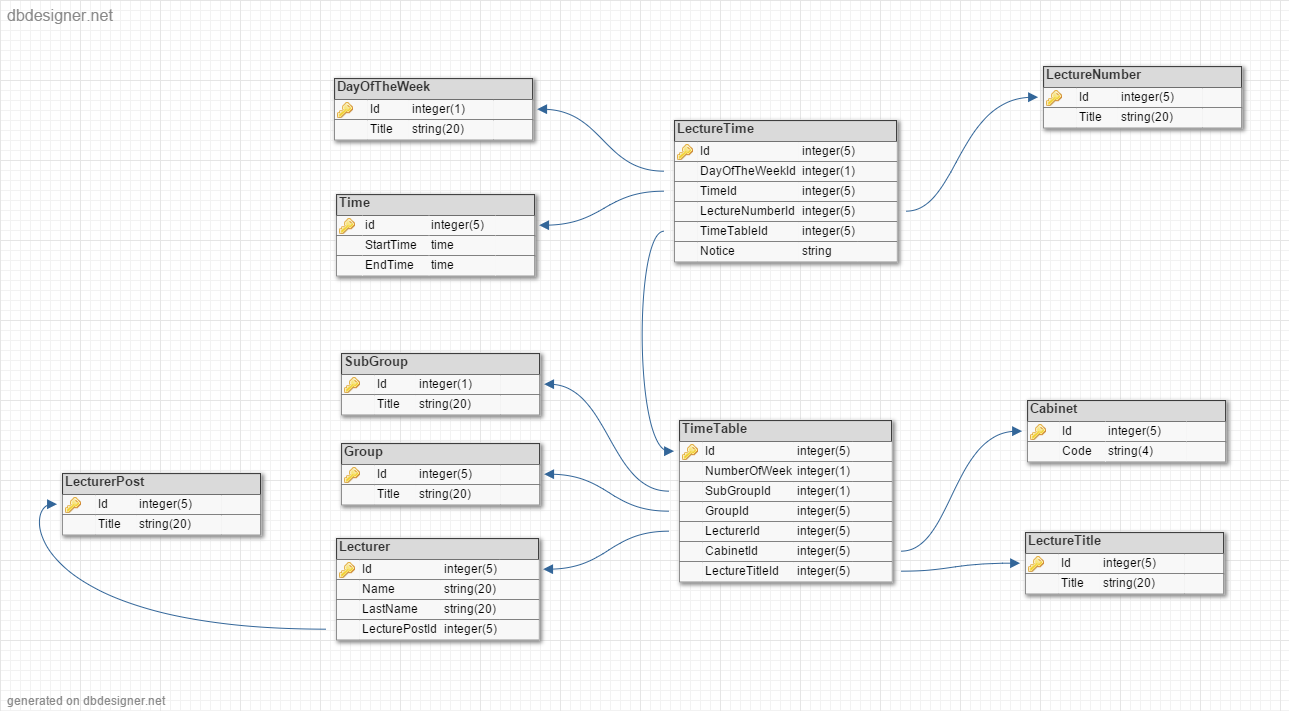 dbdesigner.net
DayOfTheWeek
Id integer(1)
Title string(20)
Time
id integer(5)
StartTime time
EndTime time
LectureTime
Id integer(5)
DayOfTheWeekId integer(1)
TimeId integer(5)
LectureNumberId integer(5)
TimeTableId integer(5)
Notice string
LectureNumber
Id integer(5)
Title string(20)
SubGroup
Id integer(1)
Title string(20)
Group
Id integer(5)
Title string(20)
LecturerPost
Id integer(5)
Title string(20)
Lecturer
Id integer(5)
Name string(20)
LastName string(20)
LecturePostId integer(5)
TimeTable
Id integer(5)
NumberOfWeek integer(1)
SubGroupId integer(1)
GroupId integer(5)
LecturerId integer(5)
CabinetId integer(5)
LectureTitleId integer(5)
Cabinet
Id integer(5)
Code string(4)
LectureTitle
Id integer(5)
Title string(20)
generated on dbdesigner.net